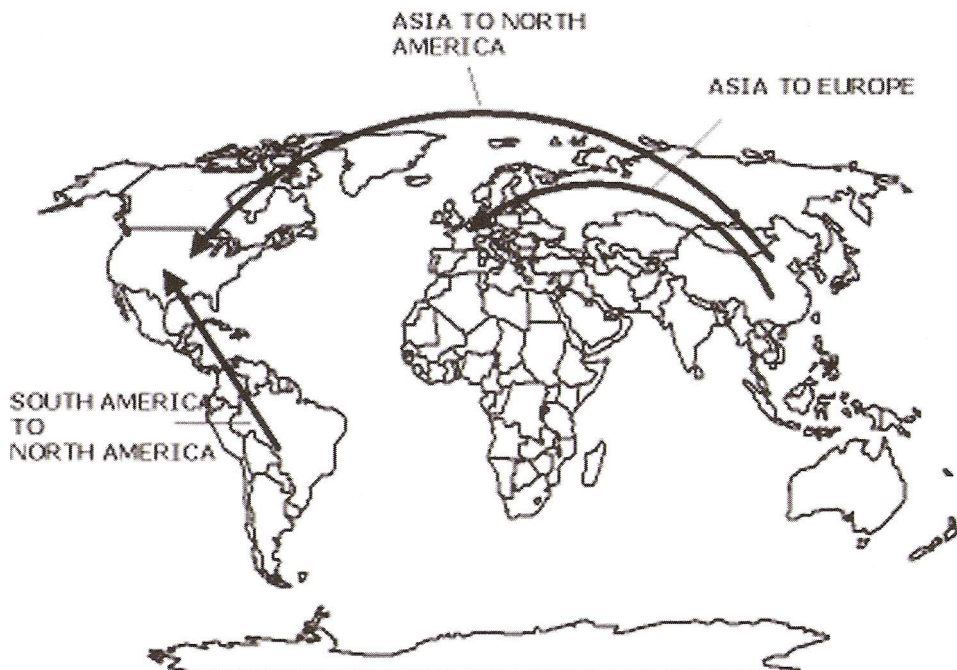 ASIA TO NORTH
AMERICA
ASIA TO EUROPE
SOUTH AMERICA
TO
NORTH AMERICA